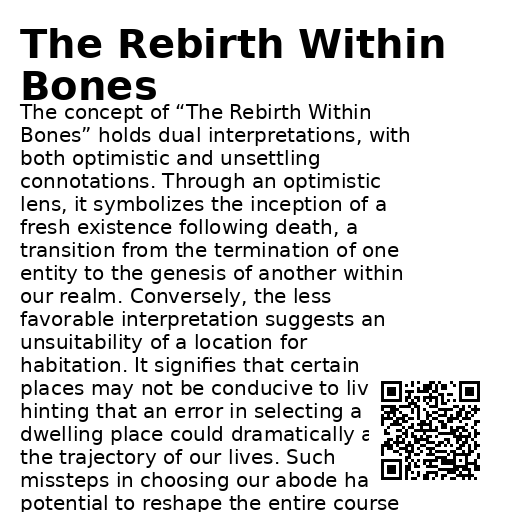 The Rebirth Within
Bones
The concept of “The Rebirth Within
Bones” holds dual interpretations, with
both optimistic and unsettling
connotations. Through an optimistic
lens, it symbolizes the inception of a
fresh existence following death, a
transition from the termination of one
entity to the genesis of another within
our realm. Conversely, the less
favorable interpretation suggests an
unsuitability of a location for
habitation. It signifies that certain
places may not be conducive to
hinting that an error in selecting a
dwelling place could dramatically
the trajectory of our lives. Such
missteps in choosing our abode
potential to reshape the entire course